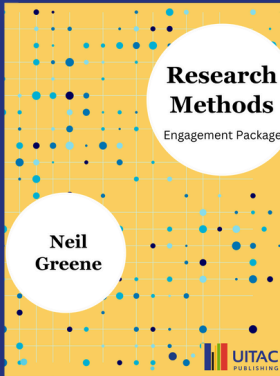 Research
Methods
Engagement Package
Neil
Greene
UITAC
PUBLISHING